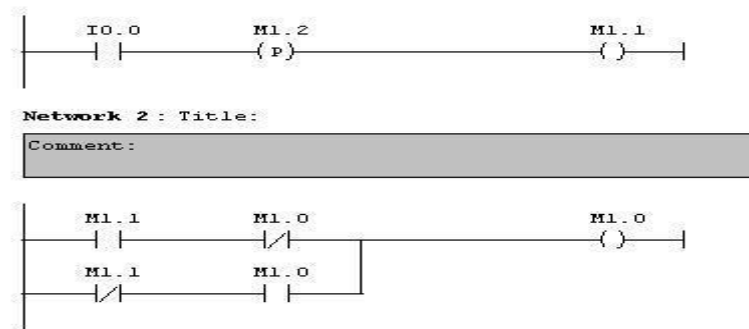 I0.0 M1.2 M1.1
(P) ( )
Network 2 : Title:
Comment:
M1.1 M1.0 M1.0
( )
M1.1 M1.0